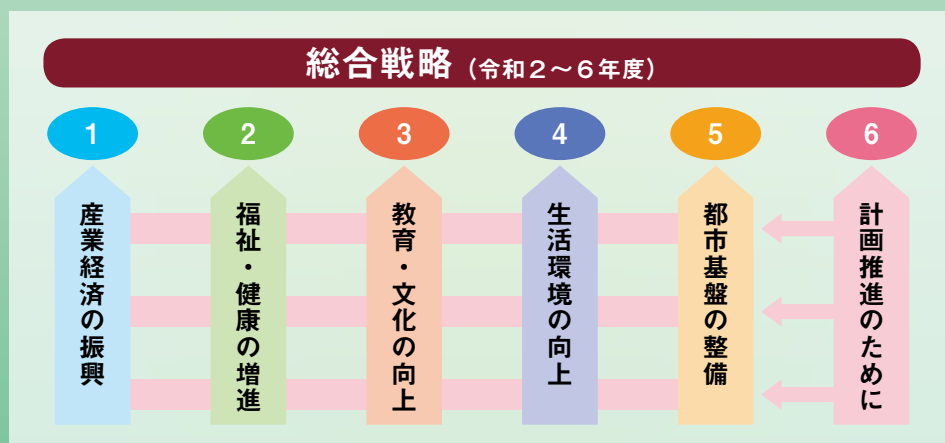 総合戦略（令和２～６年度）
1
2
3
4
5
6
産業経済の振興
福祉・健康の増進
教育・文化の向上
生活環境の向上
都市基盤の整備
計画推進のために